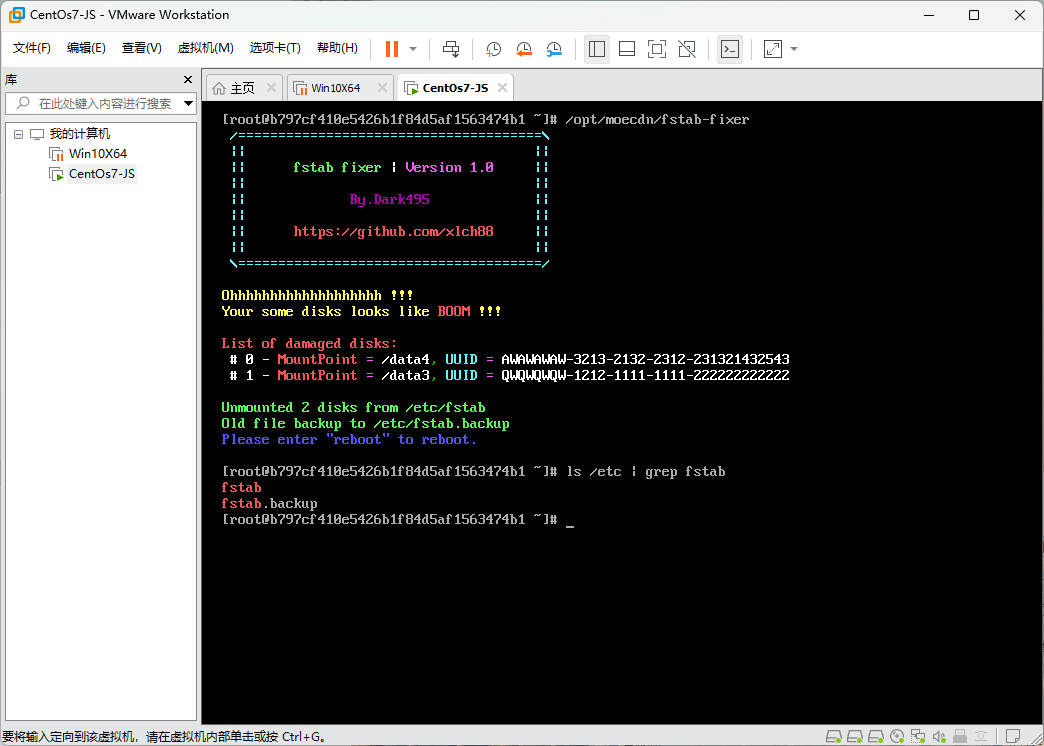 CentOs7-JS - VMware Workstation
文件(F) 编辑(E) 查看(V) 虚拟机(M) 选项卡(T) 帮助(H)
库
在此处键入内容进行搜索
我的计算机
Win10X64
CentOs7-JS
主页 Win10X64 CentOs7-JS
[root@b797cf410e5426b1f84d5af1563474b1 ~]# /opt/moecdn/fstab-fixer
/======================================\
|| ||
|| fstab fixer | Version 1.0 ||
|| ||
|| By.Dark495 ||
|| ||
|| https://github.com/xlch88 ||
|| ||
\======================================/
Ohhhhhhhhhhhhhhhhhhh !!!
Your some disks looks like BOOM !!!
List of damaged disks:
# 0 - MountPoint = /data4, UUID = AWAWAWAW-3213-2132-2312-231321432543
# 1 - MountPoint = /data3, UUID = QWQWQWQW-1212-1111-1111-222222222222
Unmounted 2 disks from /etc/fstab
Old file backup to /etc/fstab.backup
Please enter "reboot" to reboot.
[root@b797cf410e5426b1f84d5af1563474b1 ~]# ls /etc | grep fstab
fstab
fstab.backup
[root@b797cf410e5426b1f84d5af1563474b1 ~]# _
要将输入定向到该虚拟机，请在虚拟机内部单击或按 Ctrl+G。